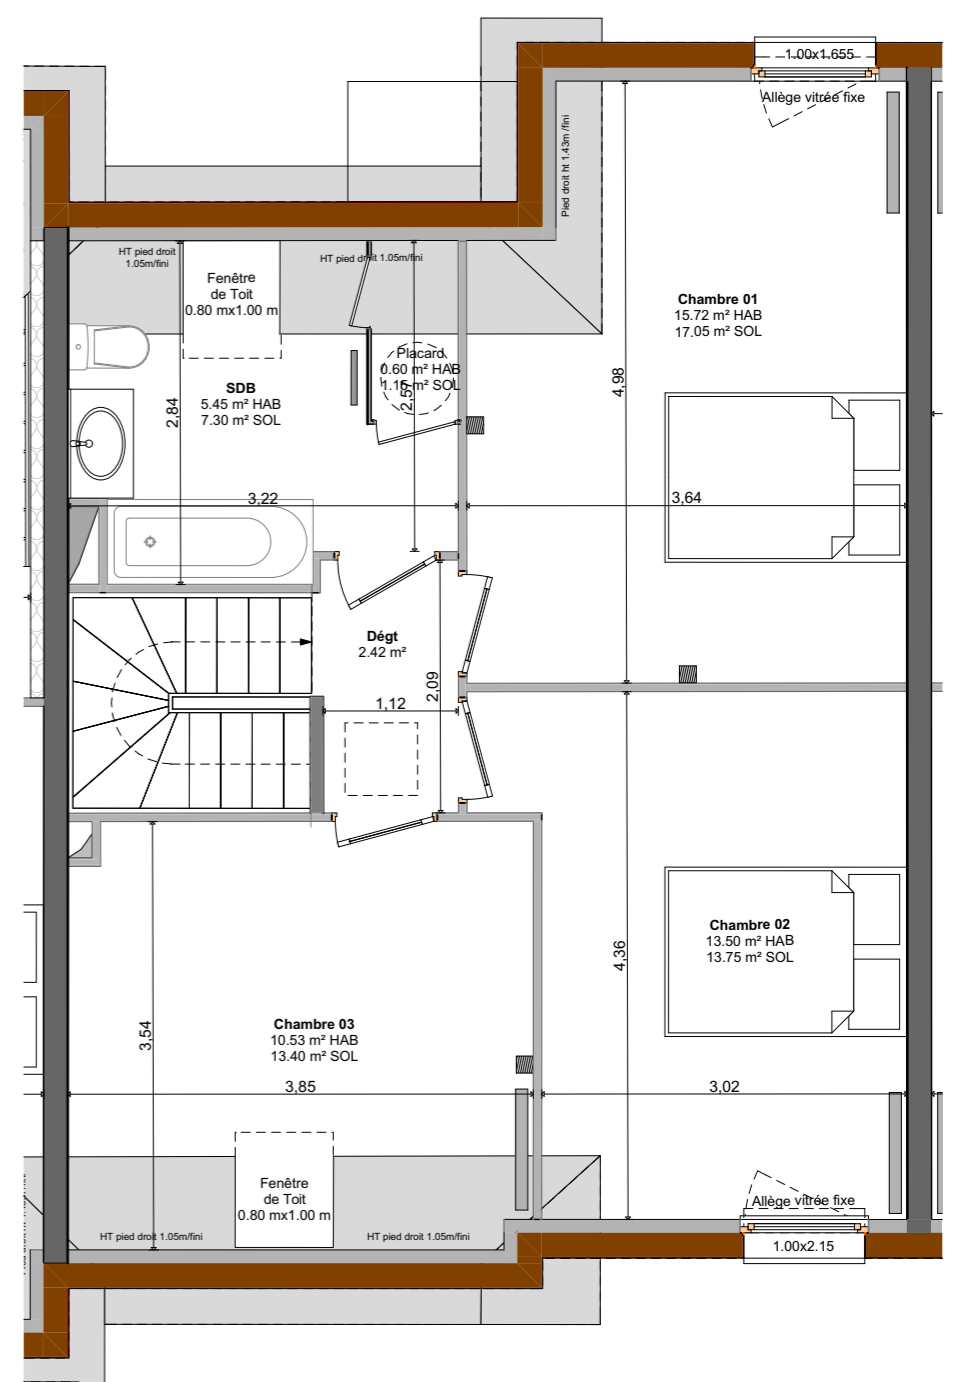 1.00x1.655
Allège vitrée fixe
Pied droit ht 1.43m /fini
HT pied droit
1.05m/fini
HT pied droit 1.05m/fini
Fenêtre
de Toit
0.80 mx1.00 m
Chambre 01
15.72 m² HAB
17.05 m² SOL
Placard
0.60 m² HAB
1.15 m² SOL
SDB
5.45 m² HAB
7.30 m² SOL
2,84
2,57
4,98
3,22
3,64
Dégt
2.42 m²
2,09
1,12
Chambre 02
13.50 m² HAB
13.75 m² SOL
4,36
Chambre 03
10.53 m² HAB
13.40 m² SOL
3,54
3,85
3,02
Fenêtre
de Toit
0.80 mx1.00 m
Allège vitrée fixe
HT pied droit 1.05m/fini
HT pied droit 1.05m/fini
1.00x2.15